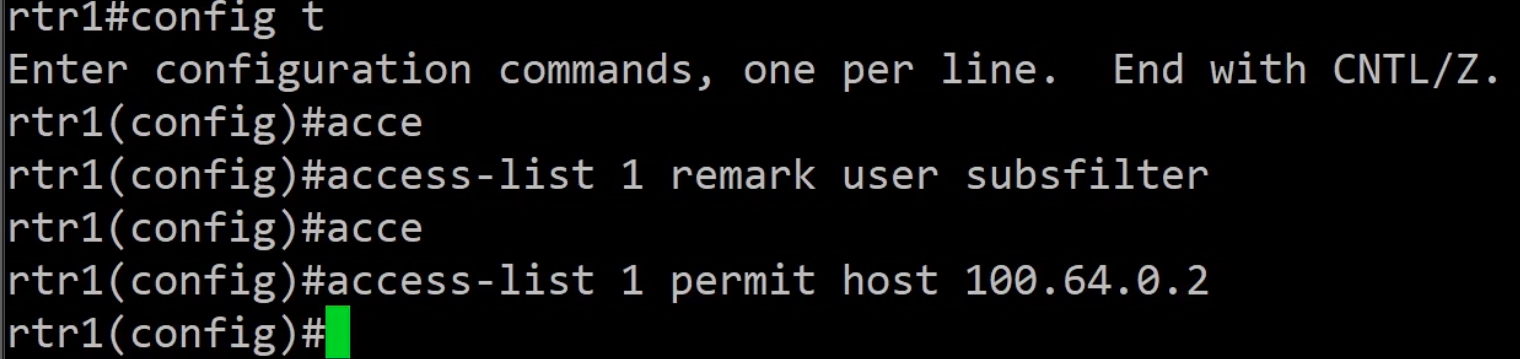 rtr1#config t
Enter configuration commands, one per line.  End with CNTL/Z.
rtr1(config)#acce
rtr1(config)#access-list 1 remark user subsfilter
rtr1(config)#acce
rtr1(config)#access-list 1 permit host 100.64.0.2
rtr1(config)#